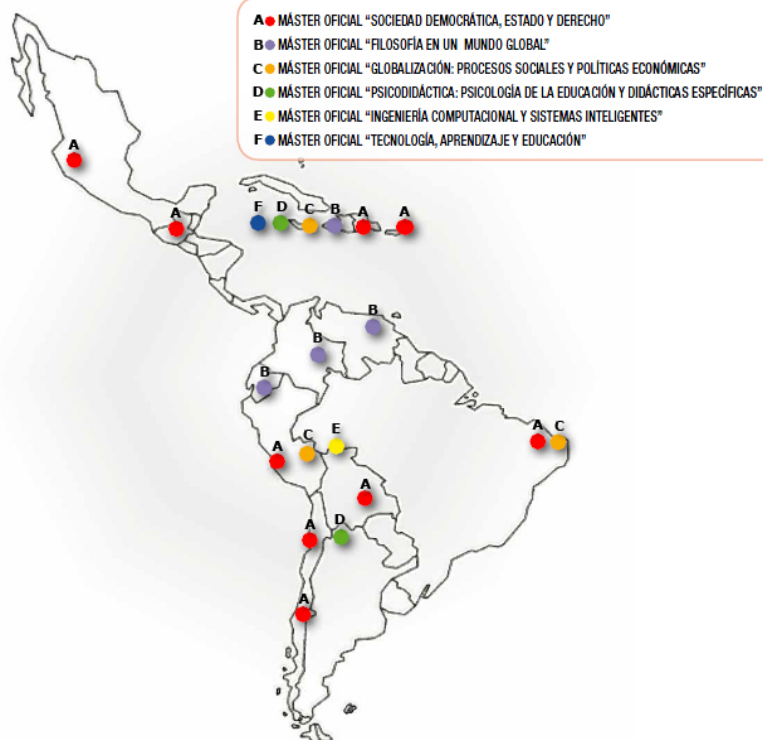 A MÁSTER OFICIAL “SOCIEDAD DEMOCRÁTICA, ESTADO Y DERECHO”
B MÁSTER OFICIAL “FILOSOFÍA EN UN MUNDO GLOBAL”
C MÁSTER OFICIAL “GLOBALIZACIÓN: PROCESOS SOCIALES Y POLÍTICAS ECONÓMICAS”
D MÁSTER OFICIAL “PSICODIDÁCTICA: PSICOLOGÍA DE LA EDUCACIÓN Y DIDÁCTICAS ESPECÍFICAS”
E MÁSTER OFICIAL “INGENIERÍA COMPUTACIONAL Y SISTEMAS INTELIGENTES”
F MÁSTER OFICIAL “TECNOLOGÍA, APRENDIZAJE Y EDUCACIÓN”
A
A
F D C B A A
B
B
B
A C E
A C
A
A D
A